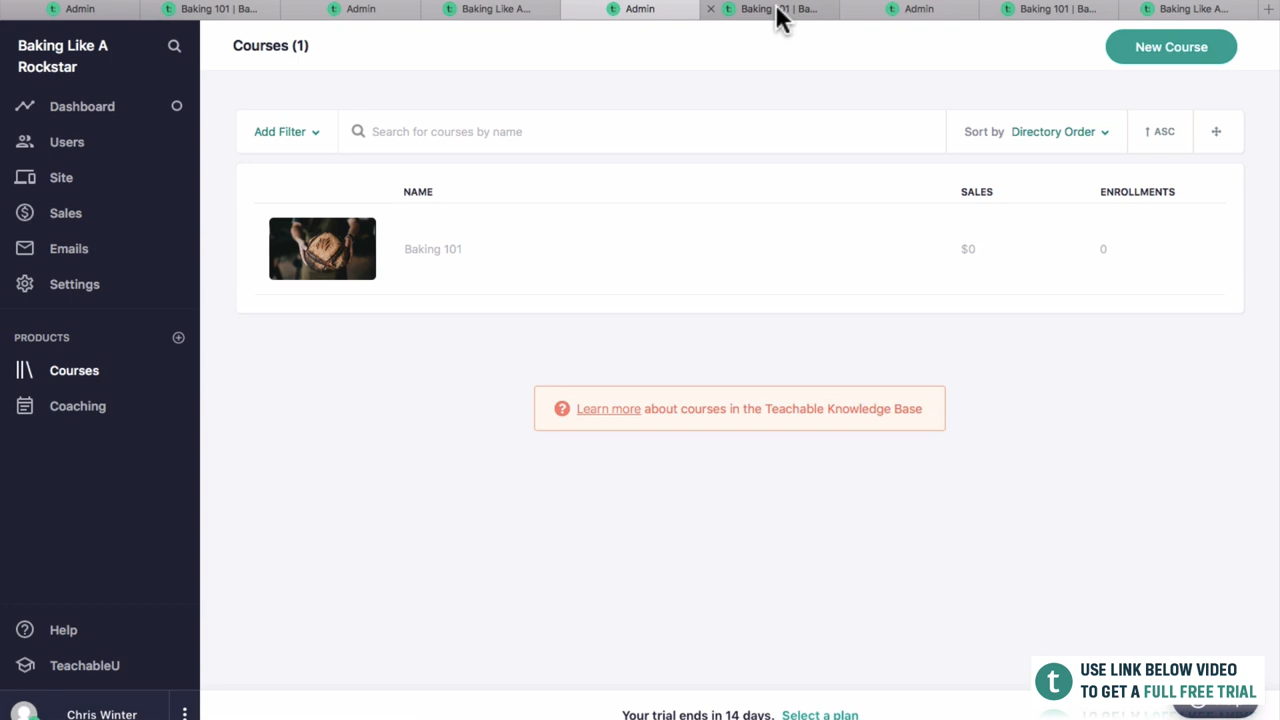 Admin
Baking 101 | Ba...
Admin
Baking Like A...
Admin
Baking 101 | Ba...
Admin
Baking 101 | Ba...
Baking Like A...
Baking Like A
Rockstar
Dashboard
Users
Site
Sales
Emails
Settings
PRODUCTS
Courses
Coaching
Help
TeachableU
Chris Winter
Courses (1)
New Course
Add Filter
Search for courses by name
Sort by Directory Order
↑ ASC
NAME SALES ENROLLMENTS
Baking 101 $0 0
Learn more about courses in the Teachable Knowledge Base
Your trial ends in 14 days. Select a plan
t
USE LINK BELOW VIDEO
TO GET A FULL FREE TRIAL